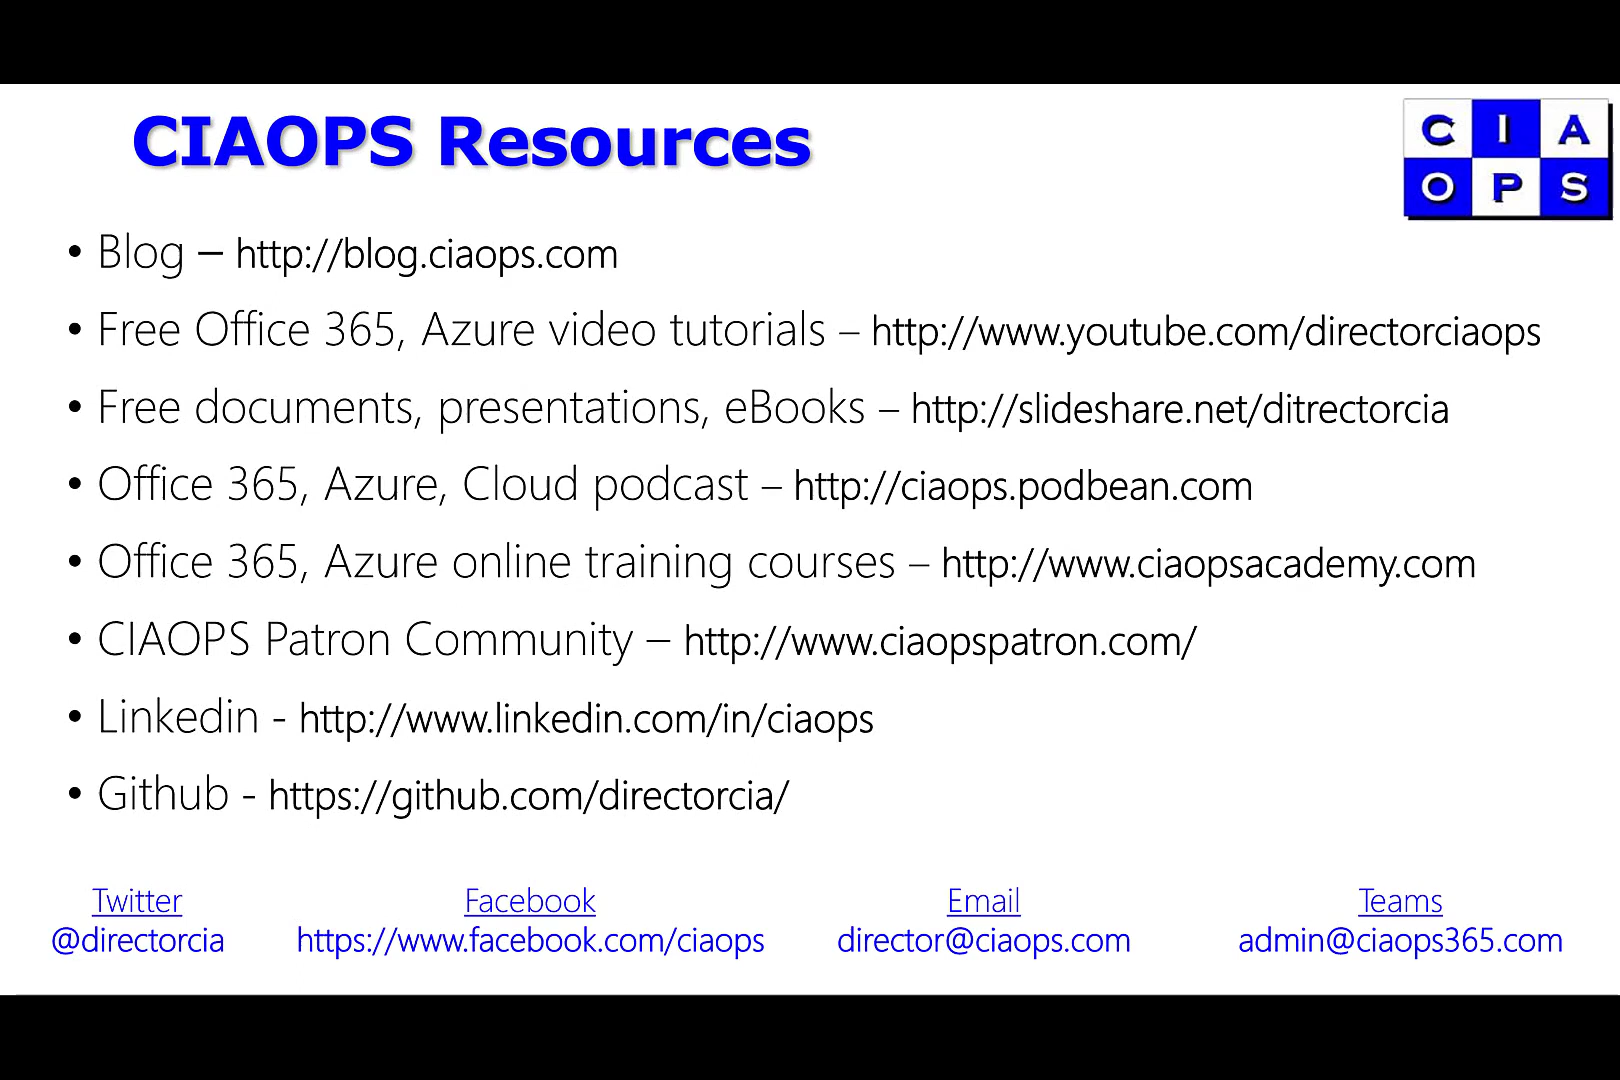 CIAOPS Resources
C I A
O P S
• Blog – http://blog.ciaops.com
• Free Office 365, Azure video tutorials – http://www.youtube.com/directorciaops
• Free documents, presentations, eBooks – http://slideshare.net/ditrectorcia
• Office 365, Azure, Cloud podcast – http://ciaops.podbean.com
• Office 365, Azure online training courses – http://www.ciaopsacademy.com
• CIAOPS Patron Community – http://www.ciaopspatron.com/
• Linkedin - http://www.linkedin.com/in/ciaops
• Github - https://github.com/directorcia/
Twitter Facebook Email Teams
@directorcia https://www.facebook.com/ciaops director@ciaops.com admin@ciaops365.com